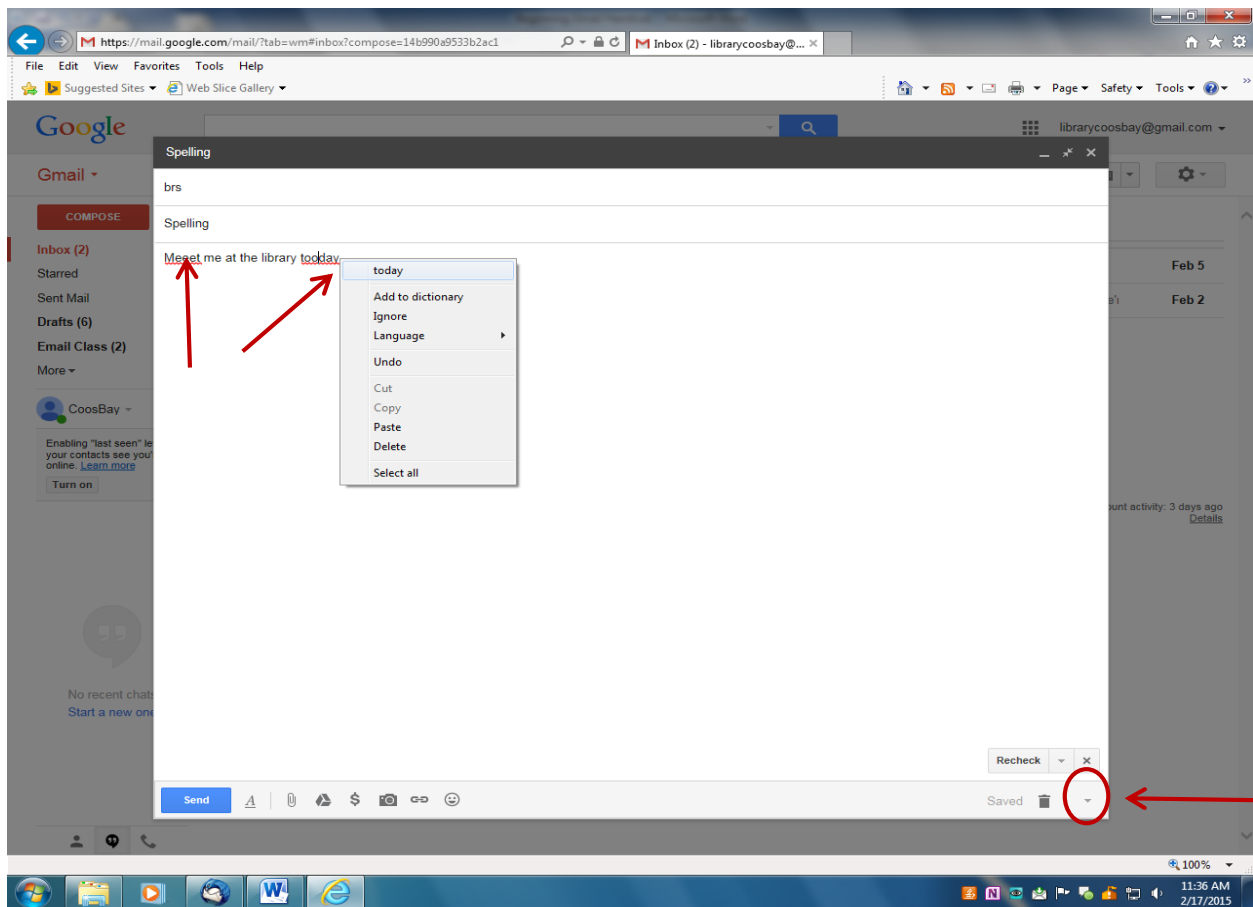 https://mail.google.com/mail/?tab=wm#inbox?compose=14b990a9533b2ac1
Inbox (2) - librarycoosbay@... ×
File Edit View Favorites Tools Help
Suggested Sites Web Slice Gallery
Page Safety Tools
Google
librarycoosbay@gmail.com
Spelling
Gmail
brs
COMPOSE
Spelling
Inbox (2)
Meeet me at the library tooday
today
Feb 5
Starred
Sent Mail
Add to dictionary
Feb 2
Drafts (6)
Ignore
Email Class (2)
Language
More
Undo
Cut
CoosBay
Copy
Paste
Enabling "last seen" le
your contacts see you'
online. Learn more
Delete
Turn on
Select all
ount activity: 3 days ago
Details
No recent chats
Start a new one
Recheck
Send
Saved
100%
11:36 AM
2/17/2015